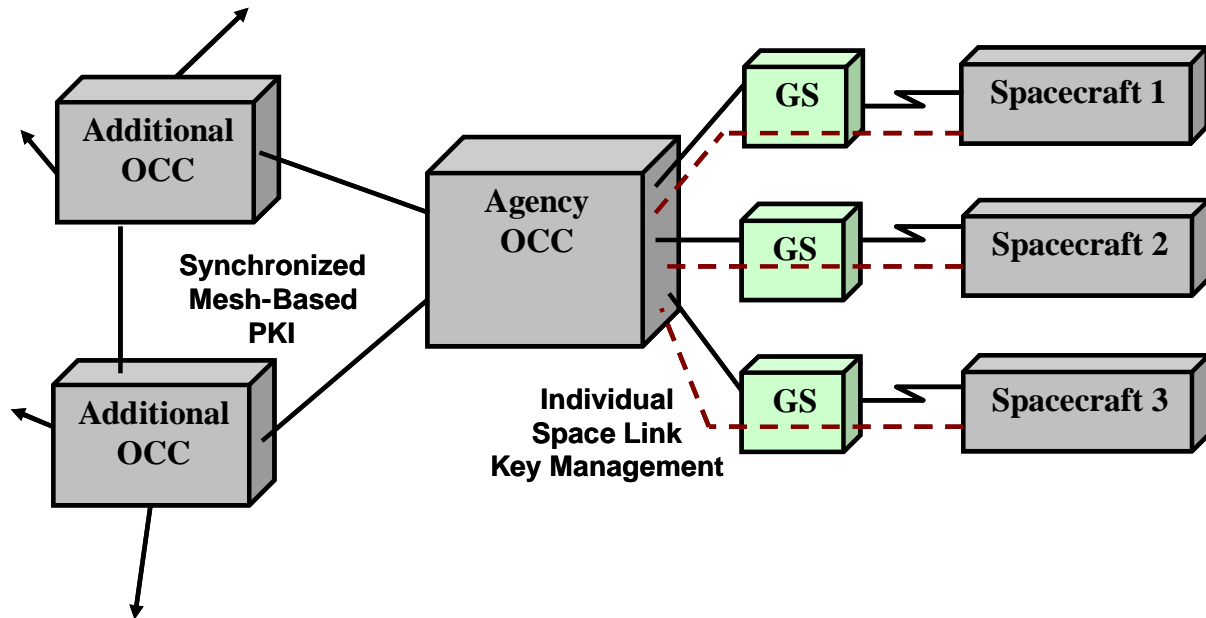 Additional
OCC
Synchronized
Mesh-Based
PKI
Additional
OCC
Agency
OCC
Individual
Space Link
Key Management
GS
Spacecraft 1
GS
Spacecraft 2
GS
Spacecraft 3